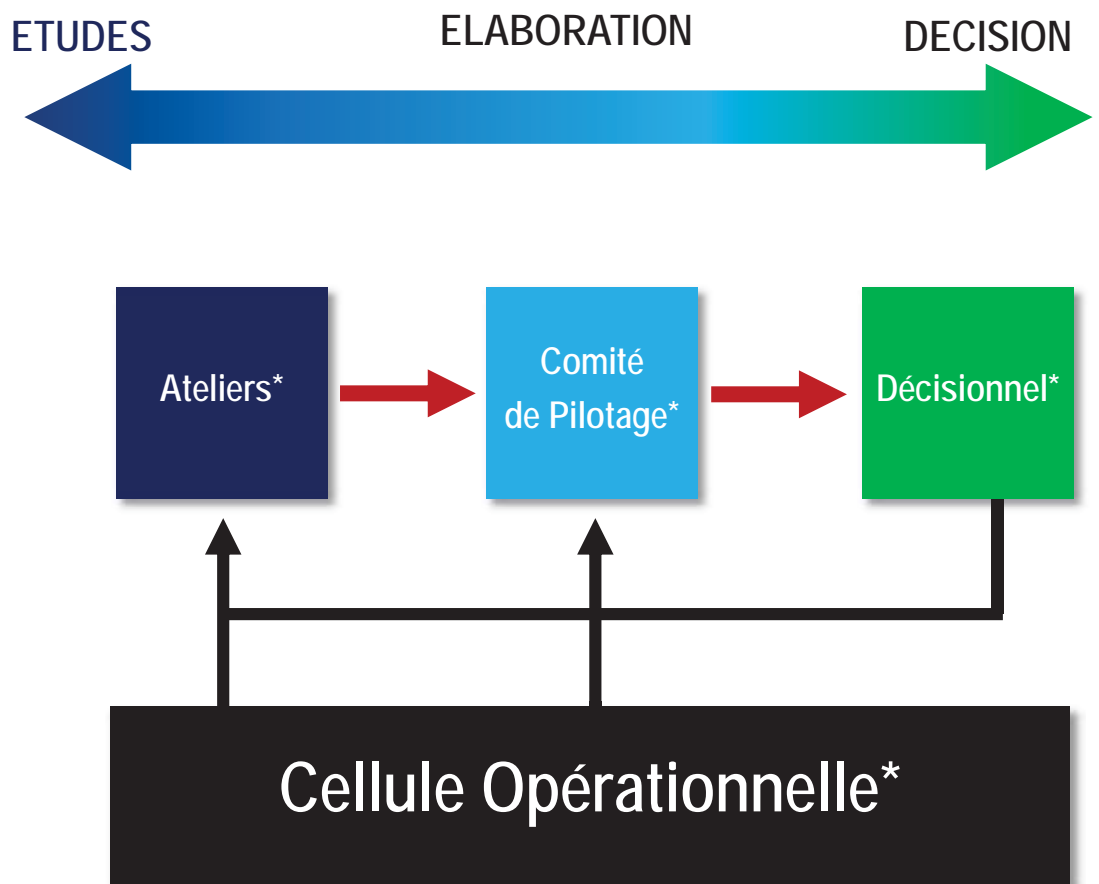 ETUDES
ELABORATION
DECISION
Ateliers*
Comité
de Pilotage*
Décisionnel*
Cellule Opérationnelle*